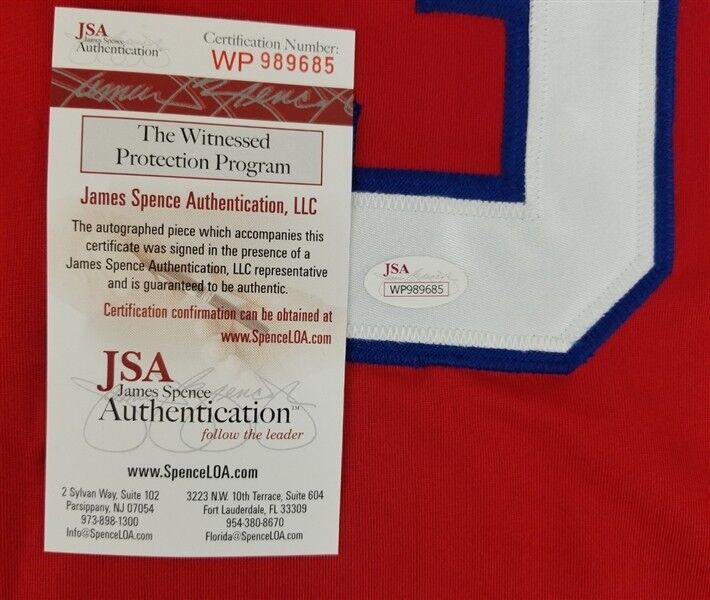 JSA
James Spence
Authentication
Certification Number:
WP 989685
The Witnessed
Protection Program
James Spence Authentication, LLC
The autographed piece which accompanies this
certificate was signed in the presence of a
James Spence Authentication, LLC representative
and is guaranteed to be authentic.
Certification confirmation can be obtained at
www.SpenceLOA.com
JSA
James Spence
Authentication™
follow the leader
www.SpenceLOA.com
2 Sylvan Way, Suite 102
Parsippany, NJ 07054
973-898-1300
Info@SpenceLOA.com
3223 N.W. 10th Terrace, Suite 604
Fort Lauderdale, FL 33309
954-380-8670
Florida@SpenceLOA.com
JSA
WP989685